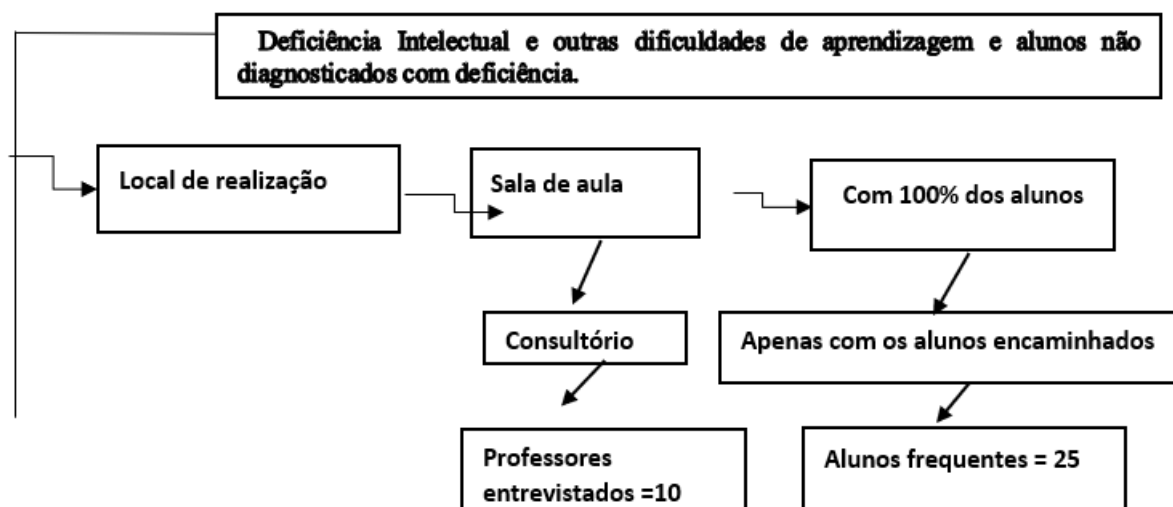 Deficiência Intelectual e outras dificuldades de aprendizagem e alunos não
diagnosticados com deficiência.
Local de realização
Sala de aula
Com 100% dos alunos
Consultório
Apenas com os alunos encaminhados
Professores
entrevistados =10
Alunos frequentes = 25